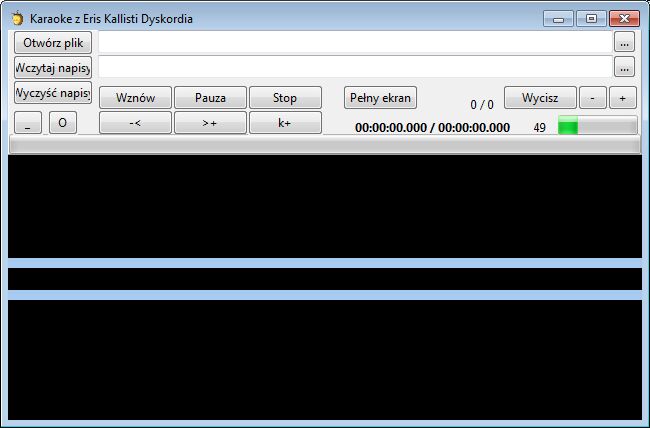 Karaoke z Eris Kallisti Dyskordia
Otwórz plik
...
Wczytaj napisy
...
Wyczyść napisy
Wznów Pauza Stop Pełny ekran 0 / 0 Wycisz - +
_ O -< >+ k+ 00:00:00.000 / 00:00:00.000 49